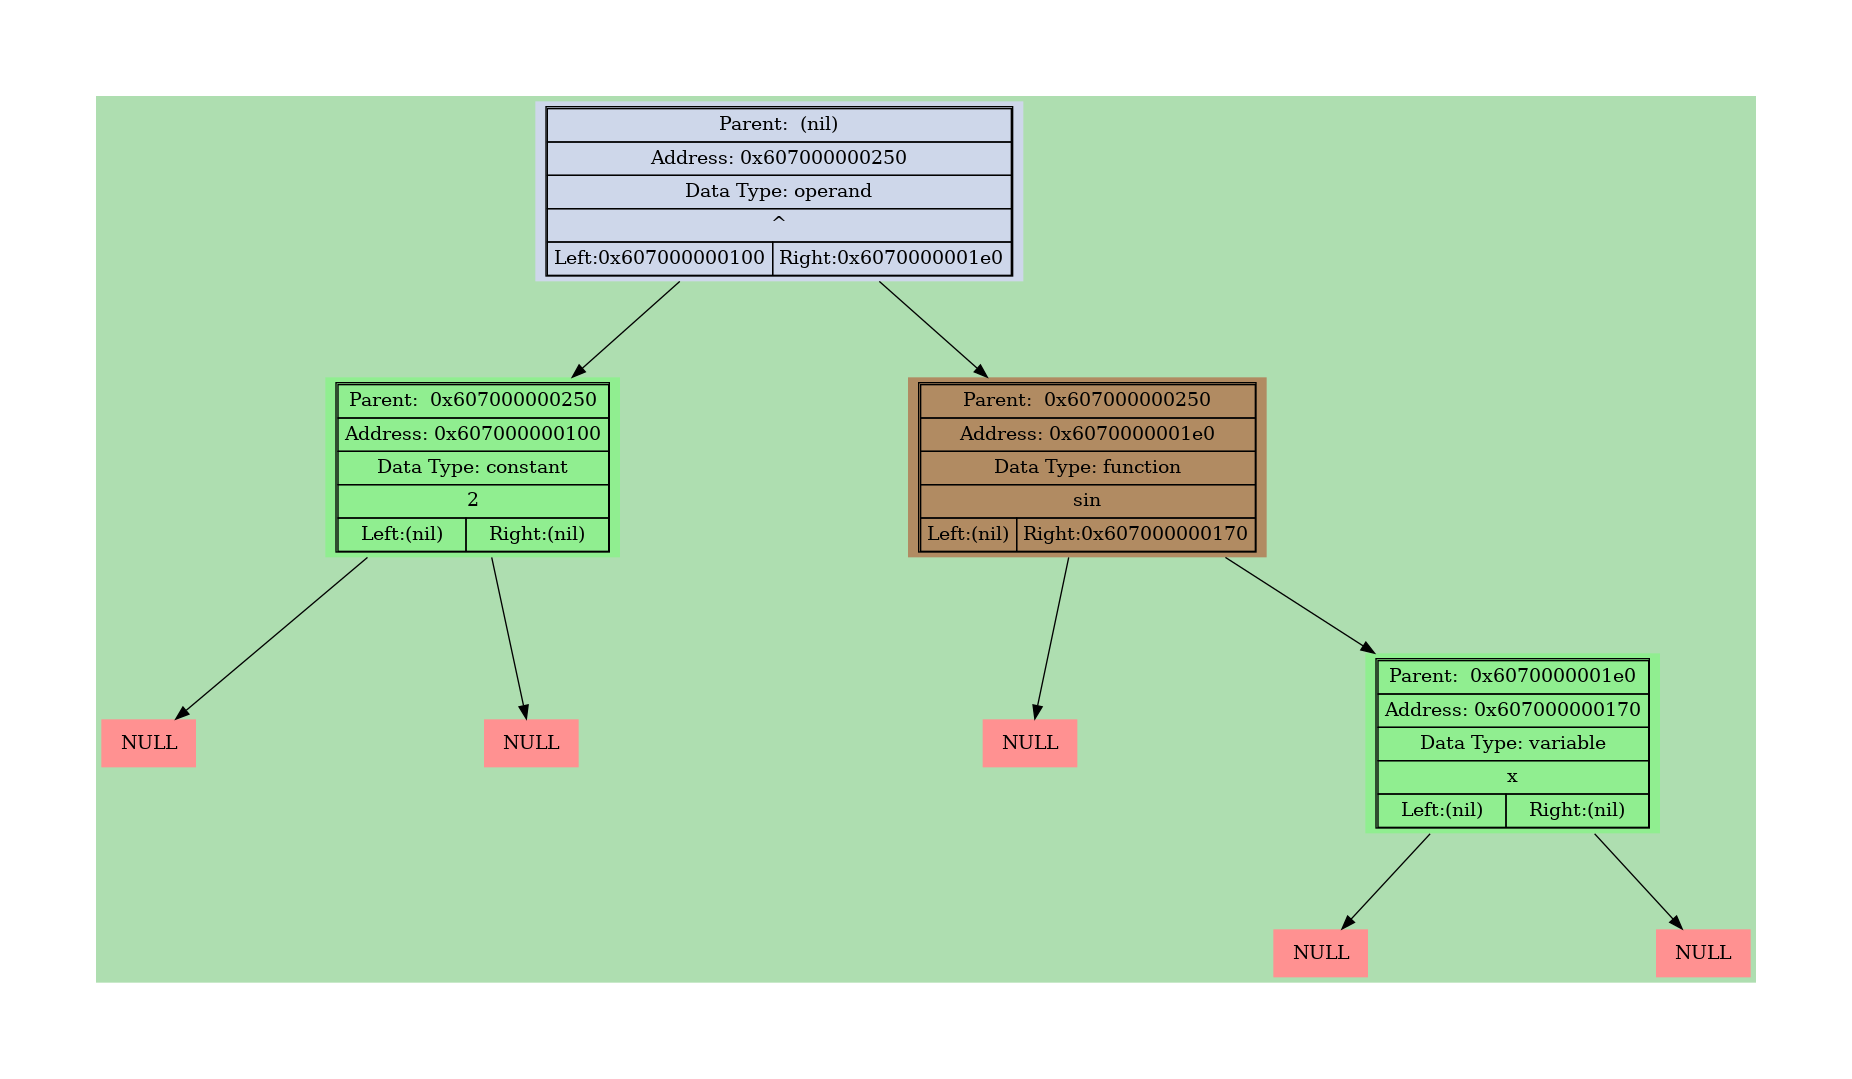 Parent:  (nil)
Address: 0x607000000250
Data Type: operand
^
Left:0x607000000100 Right:0x6070000001e0
Parent:  0x607000000250
Address: 0x607000000100
Data Type: constant
2
Left:(nil) Right:(nil)
Parent:  0x607000000250
Address: 0x6070000001e0
Data Type: function
sin
Left:(nil) Right:0x607000000170
NULL
NULL
NULL
Parent:  0x6070000001e0
Address: 0x607000000170
Data Type: variable
x
Left:(nil) Right:(nil)
NULL
NULL